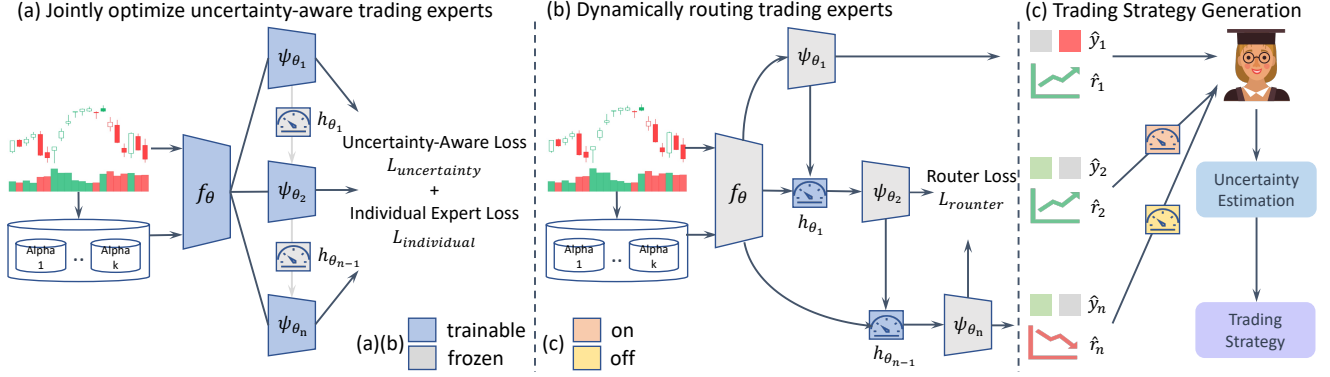 (a) Jointly optimize uncertainty-aware trading experts
ψθ1
hθ1
Uncertainty-Aware Loss
Luncertainty
+
Individual Expert Loss
Lindividual
fθ
ψθ2
hθn−1
ψθn
Alpha
1
..
Alpha
k
(a)(b)
trainable
frozen
(b) Dynamically routing trading experts
ψθ1
fθ
hθ1
ψθ2
Router Loss
Lrounter
Alpha
1
..
Alpha
k
hθn−1
ψθn
(c)
on
off
(c) Trading Strategy Generation
ŷ1
r̂1
ŷ2
r̂2
ŷn
r̂n
Uncertainty
Estimation
Trading
Strategy